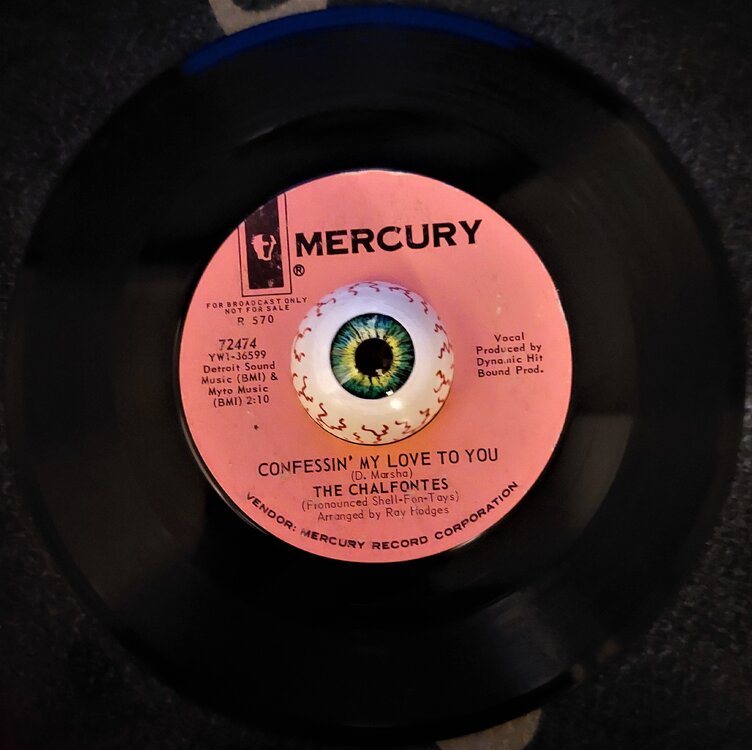 MERCURY
®
FOR BROADCAST ONLY
NOT FOR SALE
R 570
72474
YW1-36599
Detroit Sound
Music (BMI) &
Myto Music
(BMI) 2:10
Vocal
Produced by
Dynamic Hit
Bound Prod.
CONFESSIN' MY LOVE TO YOU
(D. Marsha)
THE CHALFONTES
(Pronounced Shell-Fon-Tays)
Arranged by Ray Hodges
VENDOR: MERCURY RECORD CORPORATION